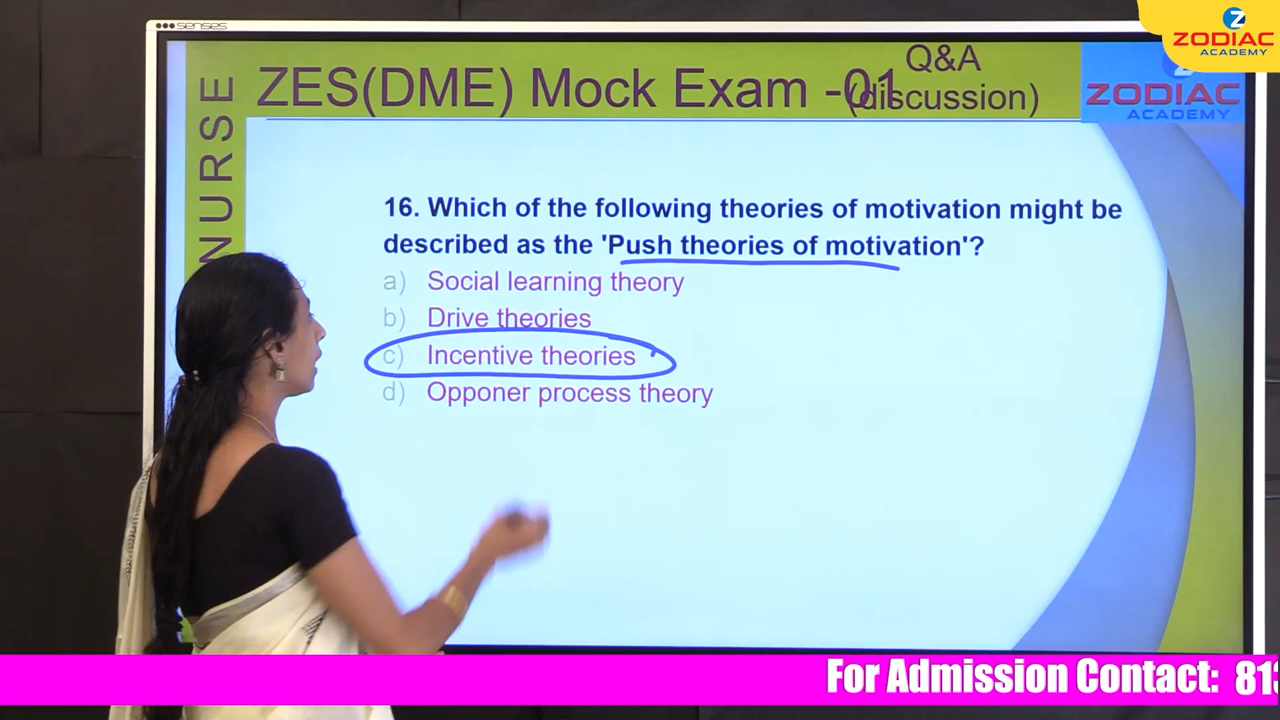 senses
ZODIAC
ACADEMY
NURSE
ZES(DME) Mock Exam -01
Q&A
(discussion)
ZODIAC
ACADEMY
16. Which of the following theories of motivation might be
described as the 'Push theories of motivation'?
a) Social learning theory
b) Drive theories
c) Incentive theories
d) Opponer process theory
For Admission Contact: 813